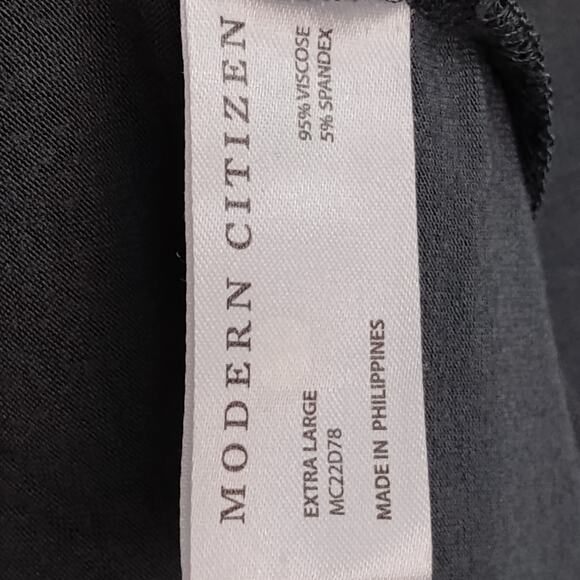 MODERN CITIZEN
EXTRA LARGE
MC22D78
95% VISCOSE
5% SPANDEX
MADE IN PHILIPPINES